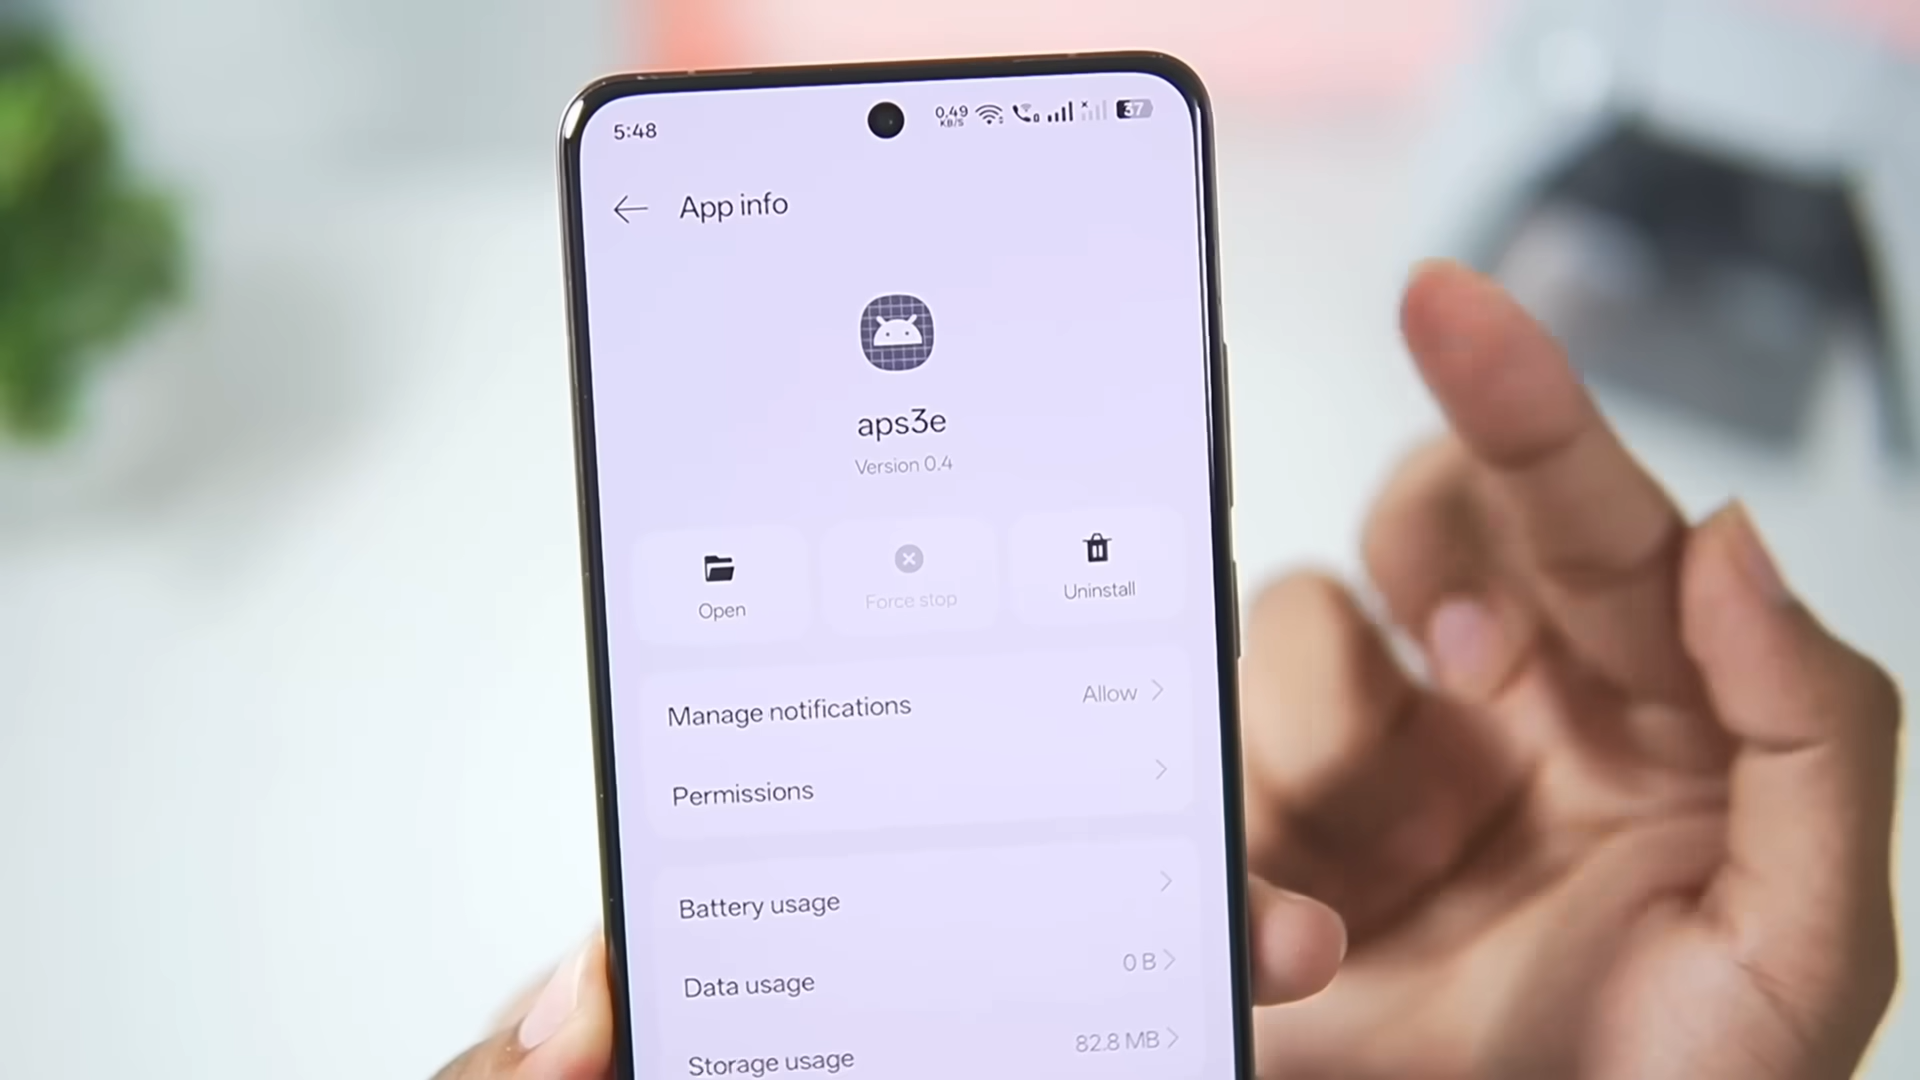 5:48
0.49
KB/S
37
App info
aps3e
Version 0.4
Open
Force stop
Uninstall
Manage notifications
Allow
Permissions
Battery usage
Data usage
0 B
Storage usage
82.8 MB